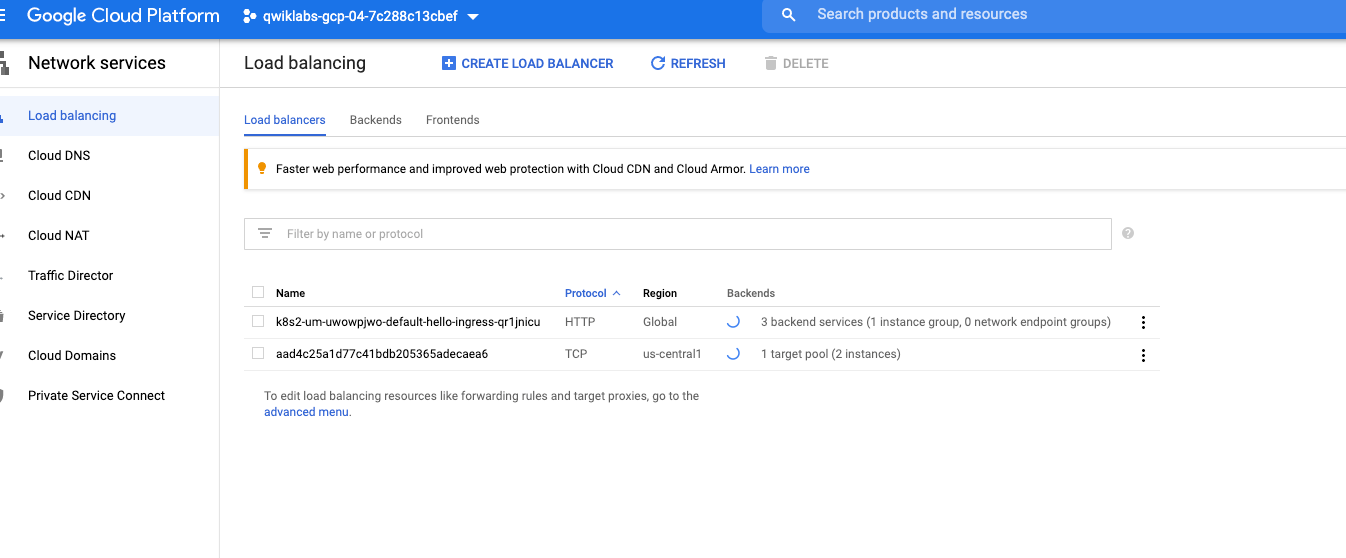 Google Cloud Platform
qwiklabs-gcp-04-7c288c13cbef
Search products and resources
Network services
Load balancing
CREATE LOAD BALANCER
REFRESH
DELETE
Load balancing
Cloud DNS
Cloud CDN
Cloud NAT
Traffic Director
Service Directory
Cloud Domains
Private Service Connect
Load balancers
Backends
Frontends
Faster web performance and improved web protection with Cloud CDN and Cloud Armor. Learn more
Filter by name or protocol
?
Name Protocol Region Backends
k8s2-um-uwowpjwo-default-hello-ingress-qr1jnicu HTTP Global 3 backend services (1 instance group, 0 network endpoint groups)
aad4c25a1d77c41bdb205365adecaea6 TCP us-central1 1 target pool (2 instances)
To edit load balancing resources like forwarding rules and target proxies, go to the
advanced menu.